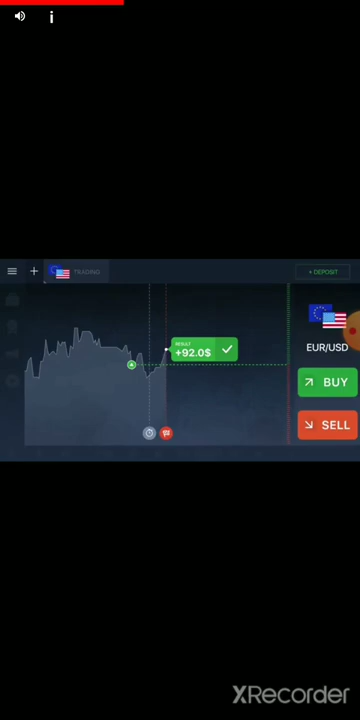 i
TRADING
+ DEPOSIT
RESULT
+92.0$
EUR/USD
BUY
SELL
XRecorder